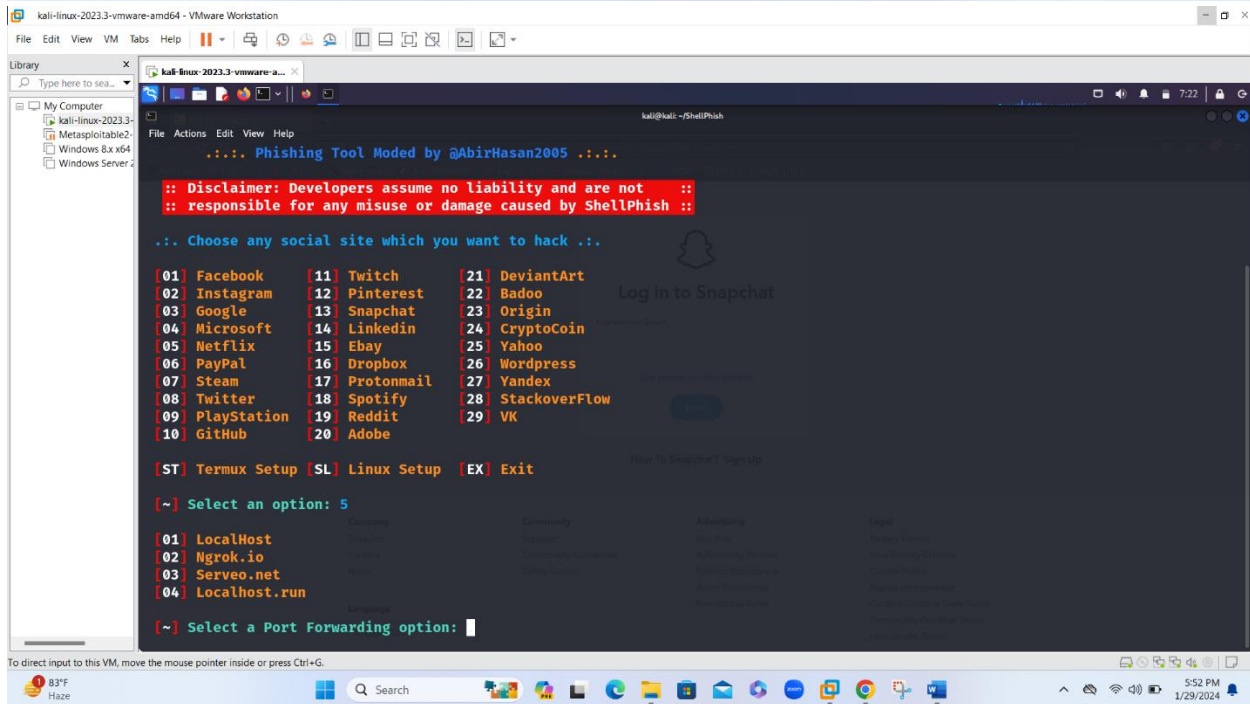 kali-linux-2023.3-vmware-amd64 - VMware Workstation
File Edit View VM Tabs Help
Library
Type here to sea...
My Computer
kali-linux-2023.3-
Metasploitable2-
Windows 8.x x64
Windows Server 2
kali-linux-2023.3-vmware-a...
7:22
kali@kali: ~/ShellPhish
File Actions Edit View Help
.:.:. Phishing Tool Moded by @AbirHasan2005 .:.:.
:: Disclaimer: Developers assume no liability and are not ::
:: responsible for any misuse or damage caused by ShellPhish ::
.:. Choose any social site which you want to hack .:.
[01] Facebook [11] Twitch [21] DeviantArt
[02] Instagram [12] Pinterest [22] Badoo
[03] Google [13] Snapchat [23] Origin
[04] Microsoft [14] Linkedin [24] CryptoCoin
[05] Netflix [15] Ebay [25] Yahoo
[06] PayPal [16] Dropbox [26] Wordpress
[07] Steam [17] Protonmail [27] Yandex
[08] Twitter [18] Spotify [28] StackoverFlow
[09] PlayStation [19] Reddit [29] VK
[10] GitHub [20] Adobe
Log in to Snapchat
New To Snapchat? Sign Up
[ST] Termux Setup [SL] Linux Setup [EX] Exit
[~] Select an option: 5
Company Community Advertising Legal
[01] LocalHost
[02] Ngrok.io
[03] Serveo.net
[04] Localhost.run
Language
[~] Select a Port Forwarding option:
To direct input to this VM, move the mouse pointer inside or press Ctrl+G.
1
83°F
Haze
Search
zoom
5:52 PM
1/29/2024